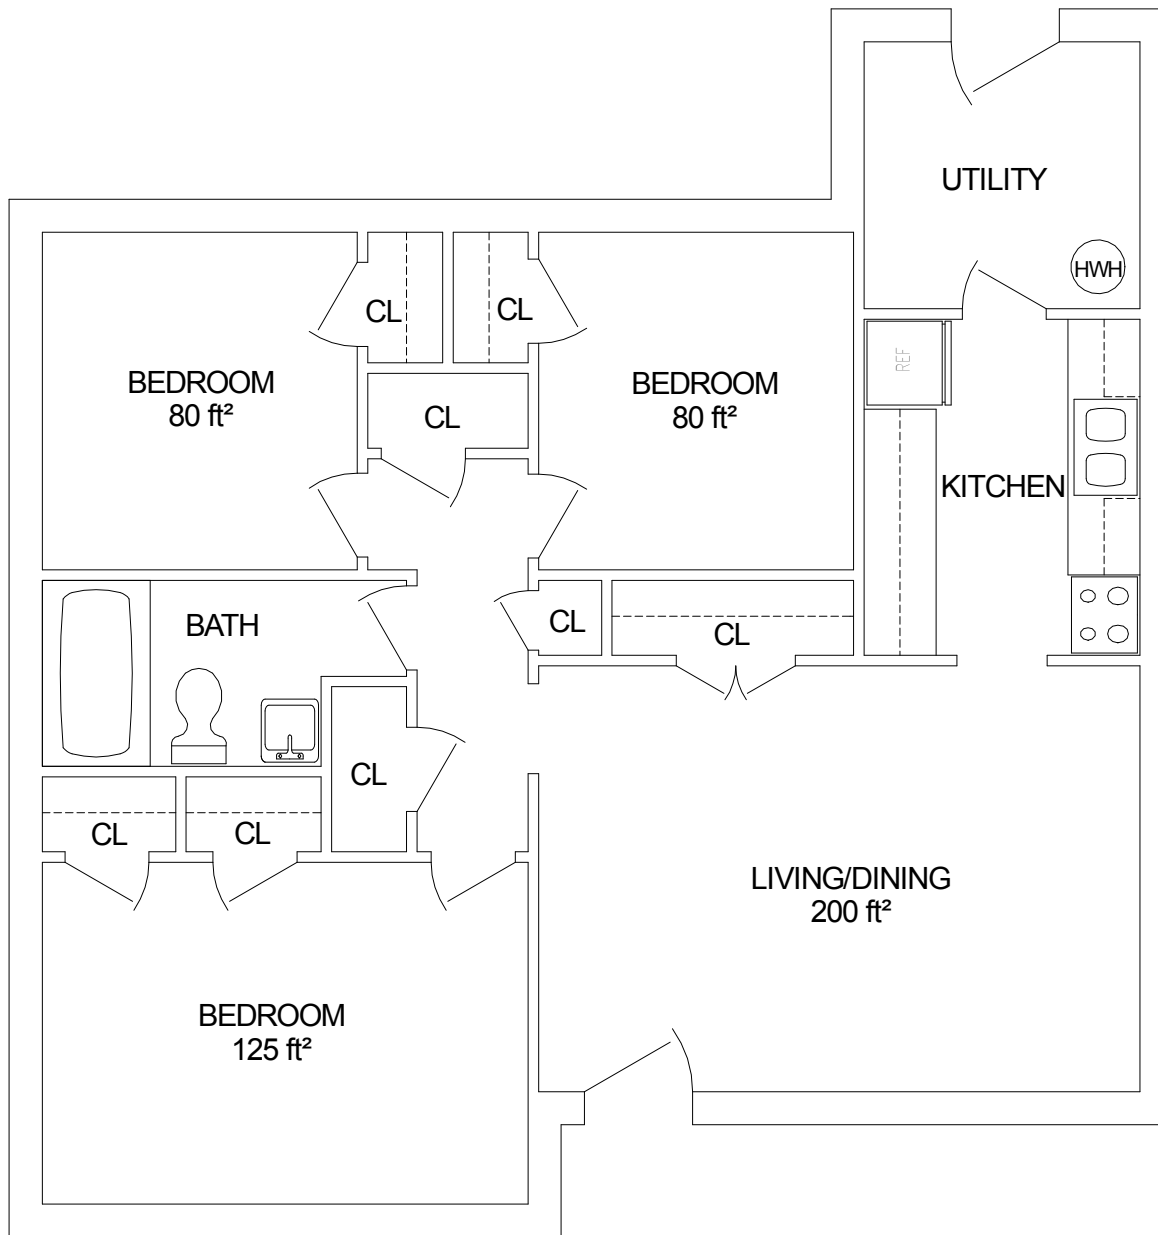 UTILITY
HWH
CL
CL
REF
BEDROOM
80 ft²
BEDROOM
80 ft²
CL
KITCHEN
BATH
CL
CL
CL
CL
CL
LIVING/DINING
200 ft²
BEDROOM
125 ft²